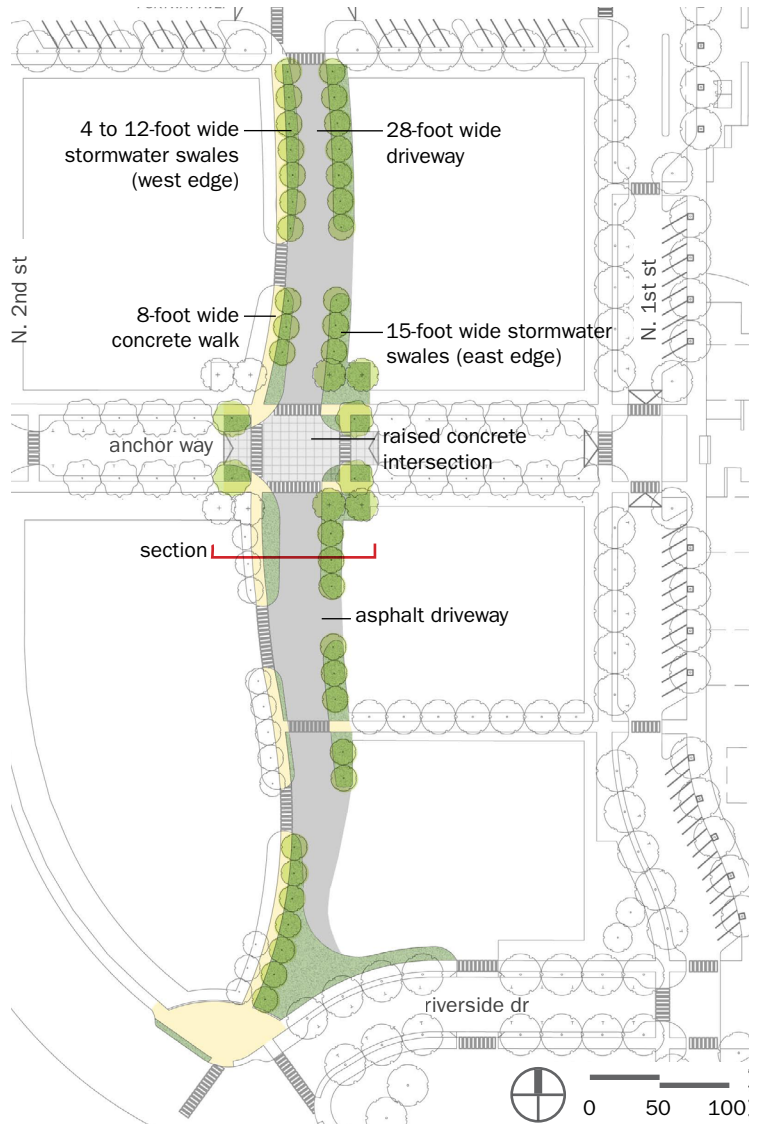 4 to 12-foot wide
stormwater swales
(west edge)
28-foot wide
driveway
N. 2nd st
N. 1st st
8-foot wide
concrete walk
15-foot wide stormwater
swales (east edge)
anchor way
raised concrete
intersection
section
asphalt driveway
riverside dr
0 50 100